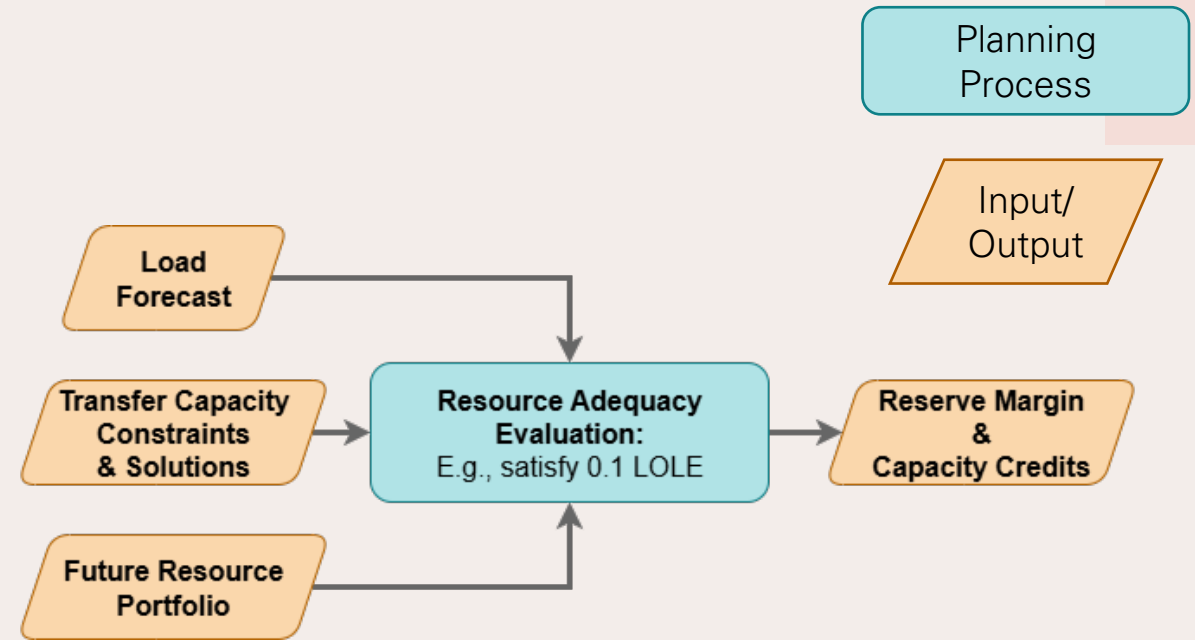 Planning
Process
Input/
Output
Load
Forecast
Transfer Capacity
Constraints
& Solutions
Resource Adequacy
Evaluation:
E.g., satisfy 0.1 LOLE
Reserve Margin
&
Capacity Credits
Future Resource
Portfolio